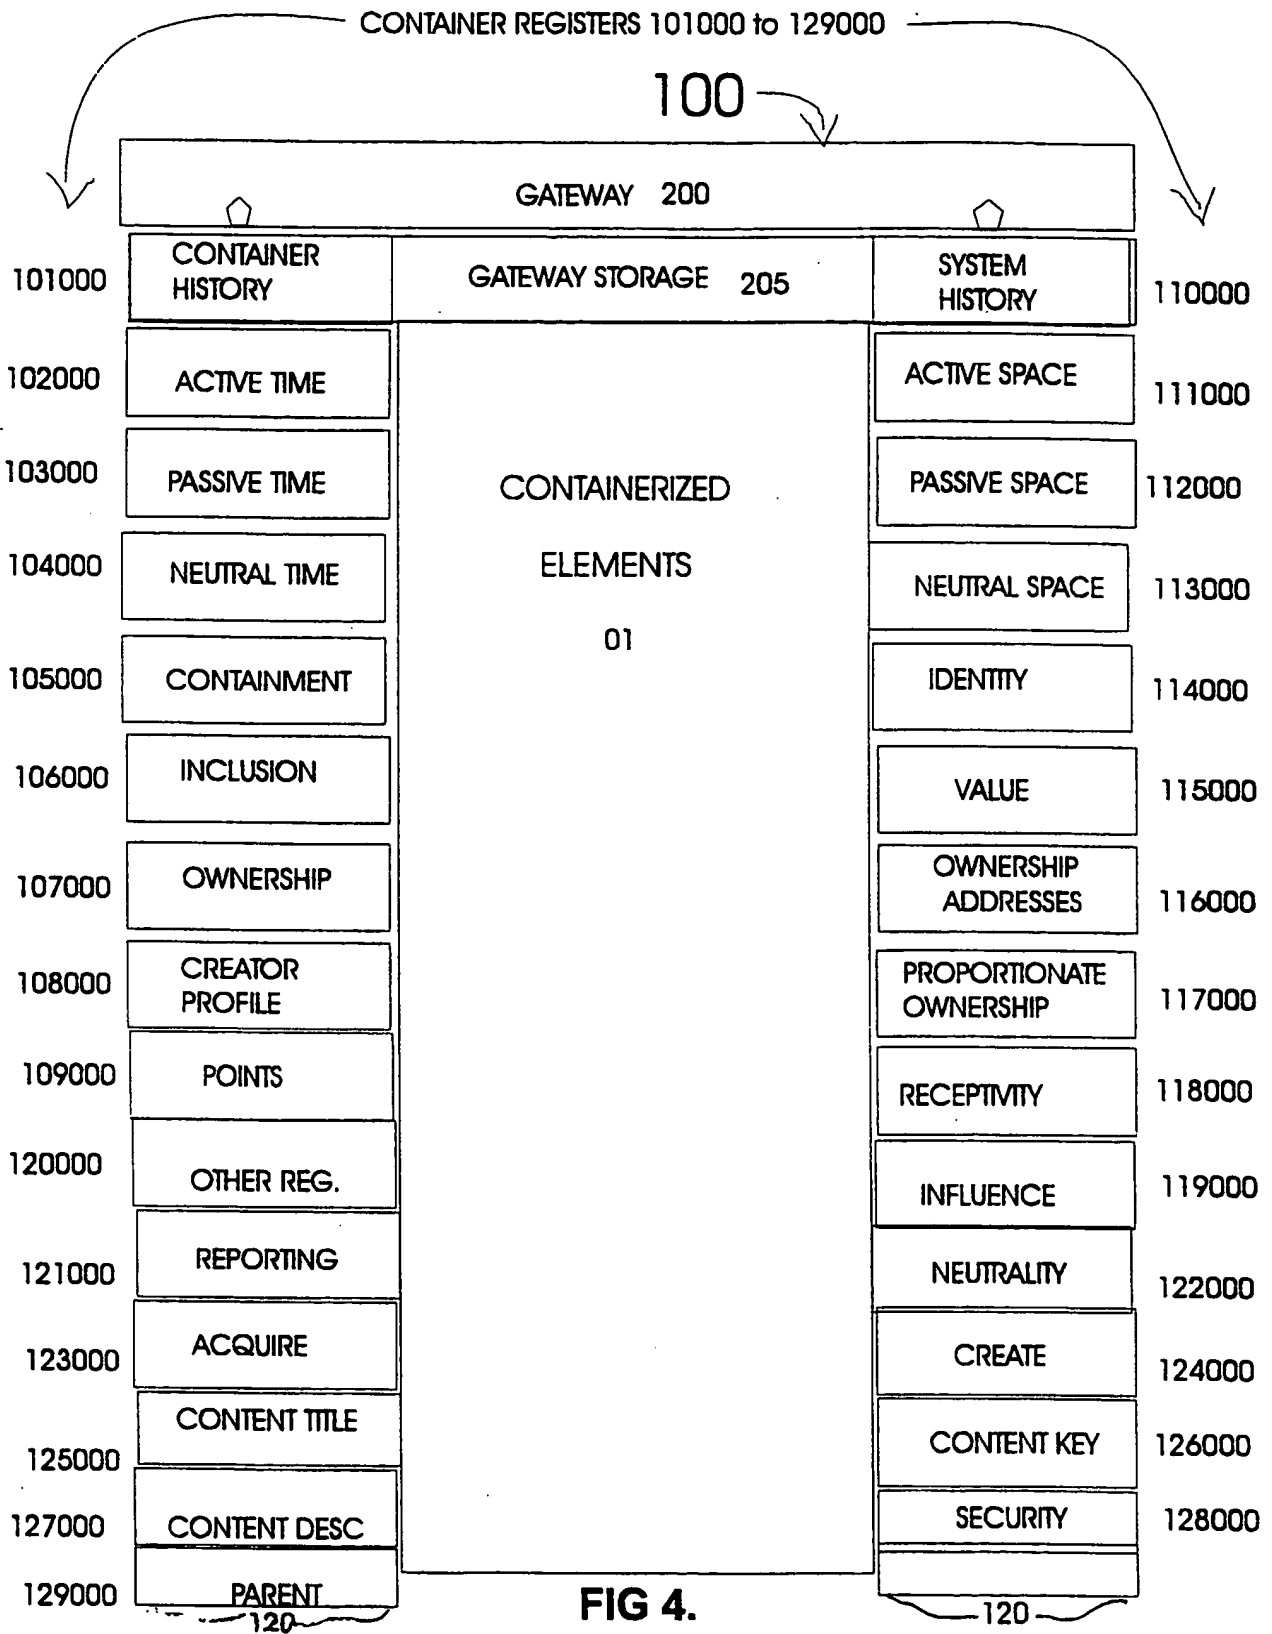 CONTAINER REGISTERS 101000 to 129000
100
GATEWAY 200
101000
CONTAINER
HISTORY
GATEWAY STORAGE 205
SYSTEM
HISTORY
110000
102000
ACTIVE TIME
ACTIVE SPACE
111000
103000
PASSIVE TIME
CONTAINERIZED
PASSIVE SPACE
112000
104000
NEUTRAL TIME
ELEMENTS
NEUTRAL SPACE
113000
01
105000
CONTAINMENT
IDENTITY
114000
106000
INCLUSION
VALUE
115000
107000
OWNERSHIP
OWNERSHIP
ADDRESSES
116000
108000
CREATOR
PROFILE
PROPORTIONATE
OWNERSHIP
117000
109000
POINTS
RECEPTIVITY
118000
120000
OTHER REG.
INFLUENCE
119000
121000
REPORTING
NEUTRALITY
122000
123000
ACQUIRE
CREATE
124000
125000
CONTENT TITLE
CONTENT KEY
126000
127000
CONTENT DESC
SECURITY
128000
129000
PARENT
120
FIG 4.
120